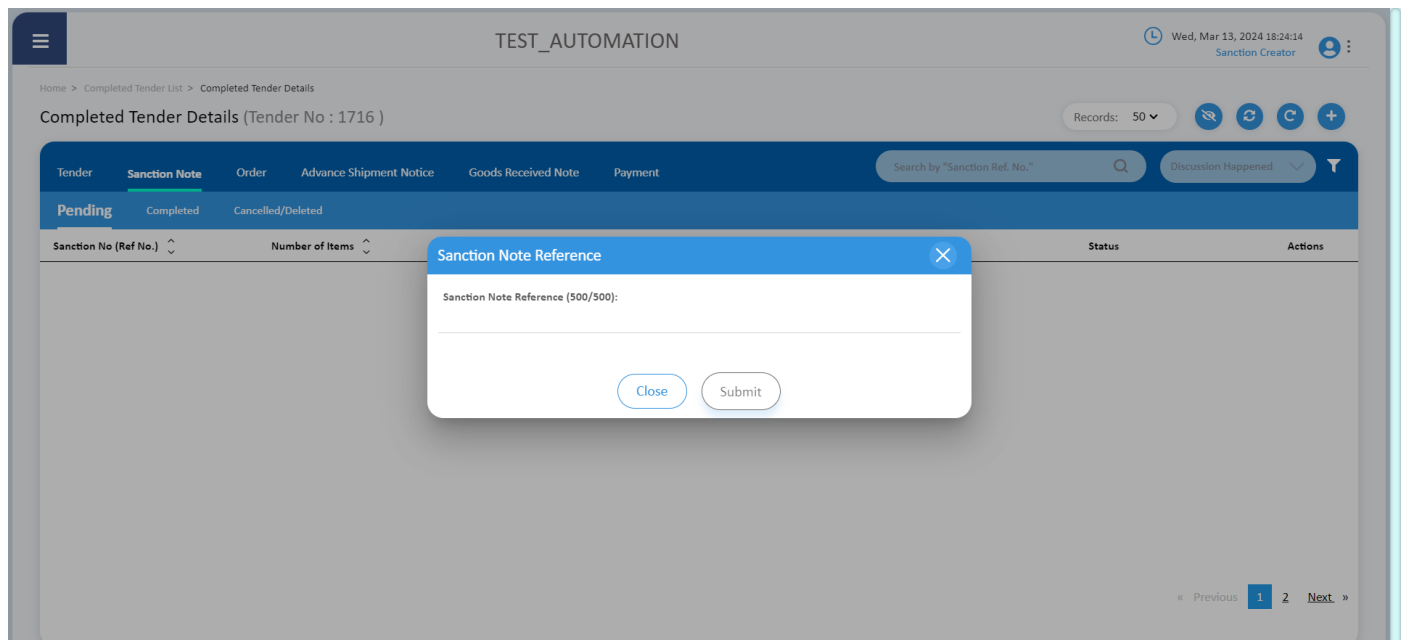 TEST_AUTOMATION
Wed, Mar 13, 2024 18:24:14
Sanction Creator
Home > Completed Tender List > Completed Tender Details
Completed Tender Details (Tender No : 1716 )
Records: 50
Tender Sanction Note Order Advance Shipment Notice Goods Received Note Payment Search by "Sanction Ref. No." Discussion Happened
Pending Completed Cancelled/Deleted
Sanction No (Ref No.) Number of Items Status Actions
Sanction Note Reference
Sanction Note Reference (500/500):
Close Submit
« Previous 1 2 Next »